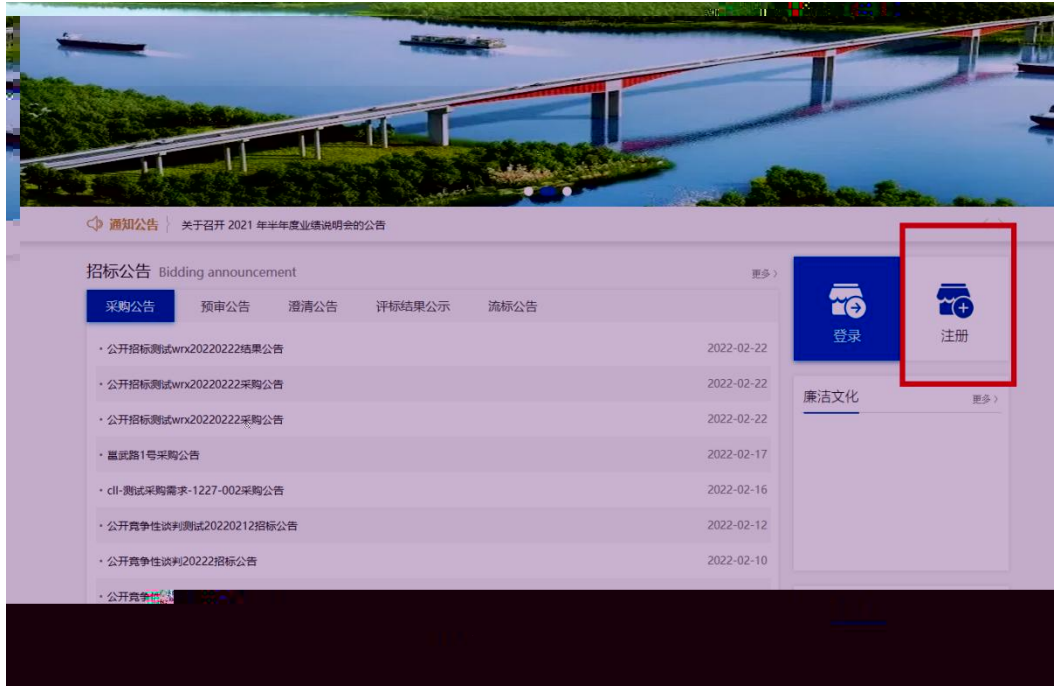 通知公告 关于召开 2021 年半年度业绩说明会的公告
招标公告 Bidding announcement 更多
采购公告 预审公告 澄清公告 评标结果公示 流标公告
· 公开招标测试wrx20220222结果公告 2022-02-22
· 公开招标测试wrx20220222采购公告 2022-02-22
· 公开招标测试wrx20220222采购公告 2022-02-22
· 邕武路1号采购公告 2022-02-17
· cll-测试采购需求-1227-002采购公告 2022-02-16
· 公开竞争性谈判测试20220212招标公告 2022-02-12
· 公开竞争性谈判20222招标公告 2022-02-10
· 公开竞争
登录
注册
廉洁文化 更多